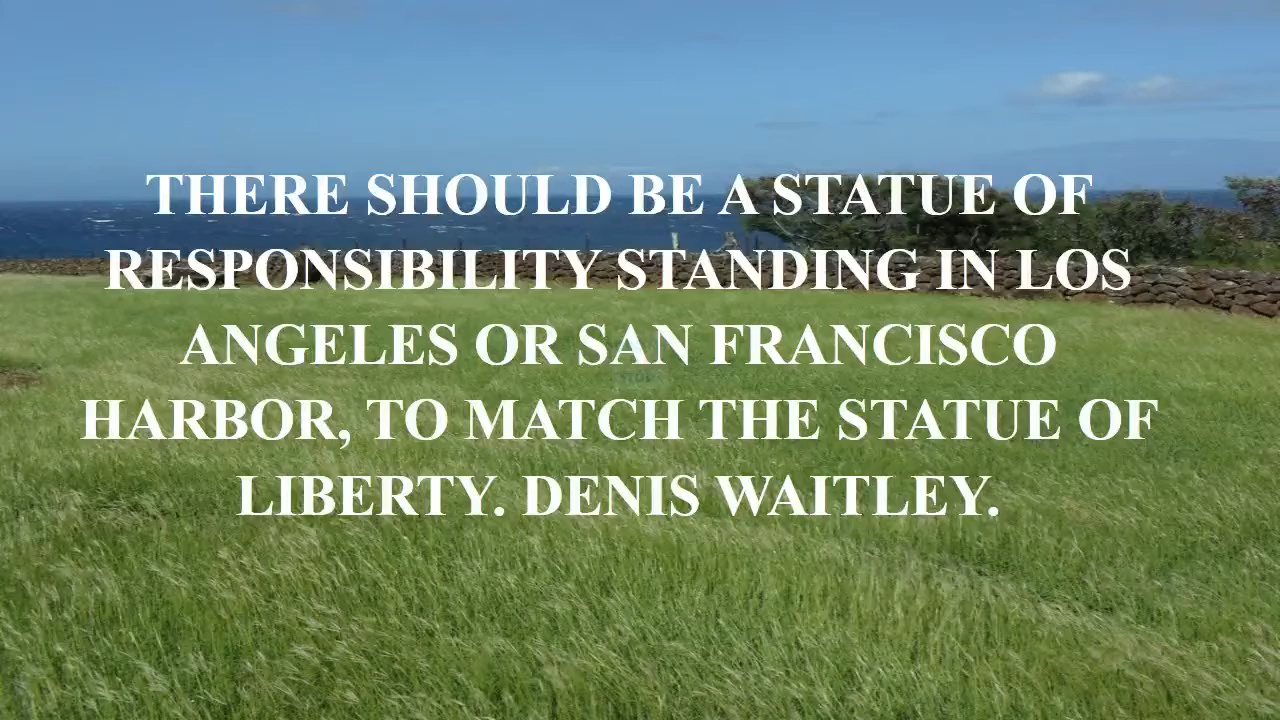 THERE SHOULD BE A STATUE OF
RESPONSIBILITY STANDING IN LOS
ANGELES OR SAN FRANCISCO
HARBOR, TO MATCH THE STATUE OF
LIBERTY. DENIS WAITLEY.